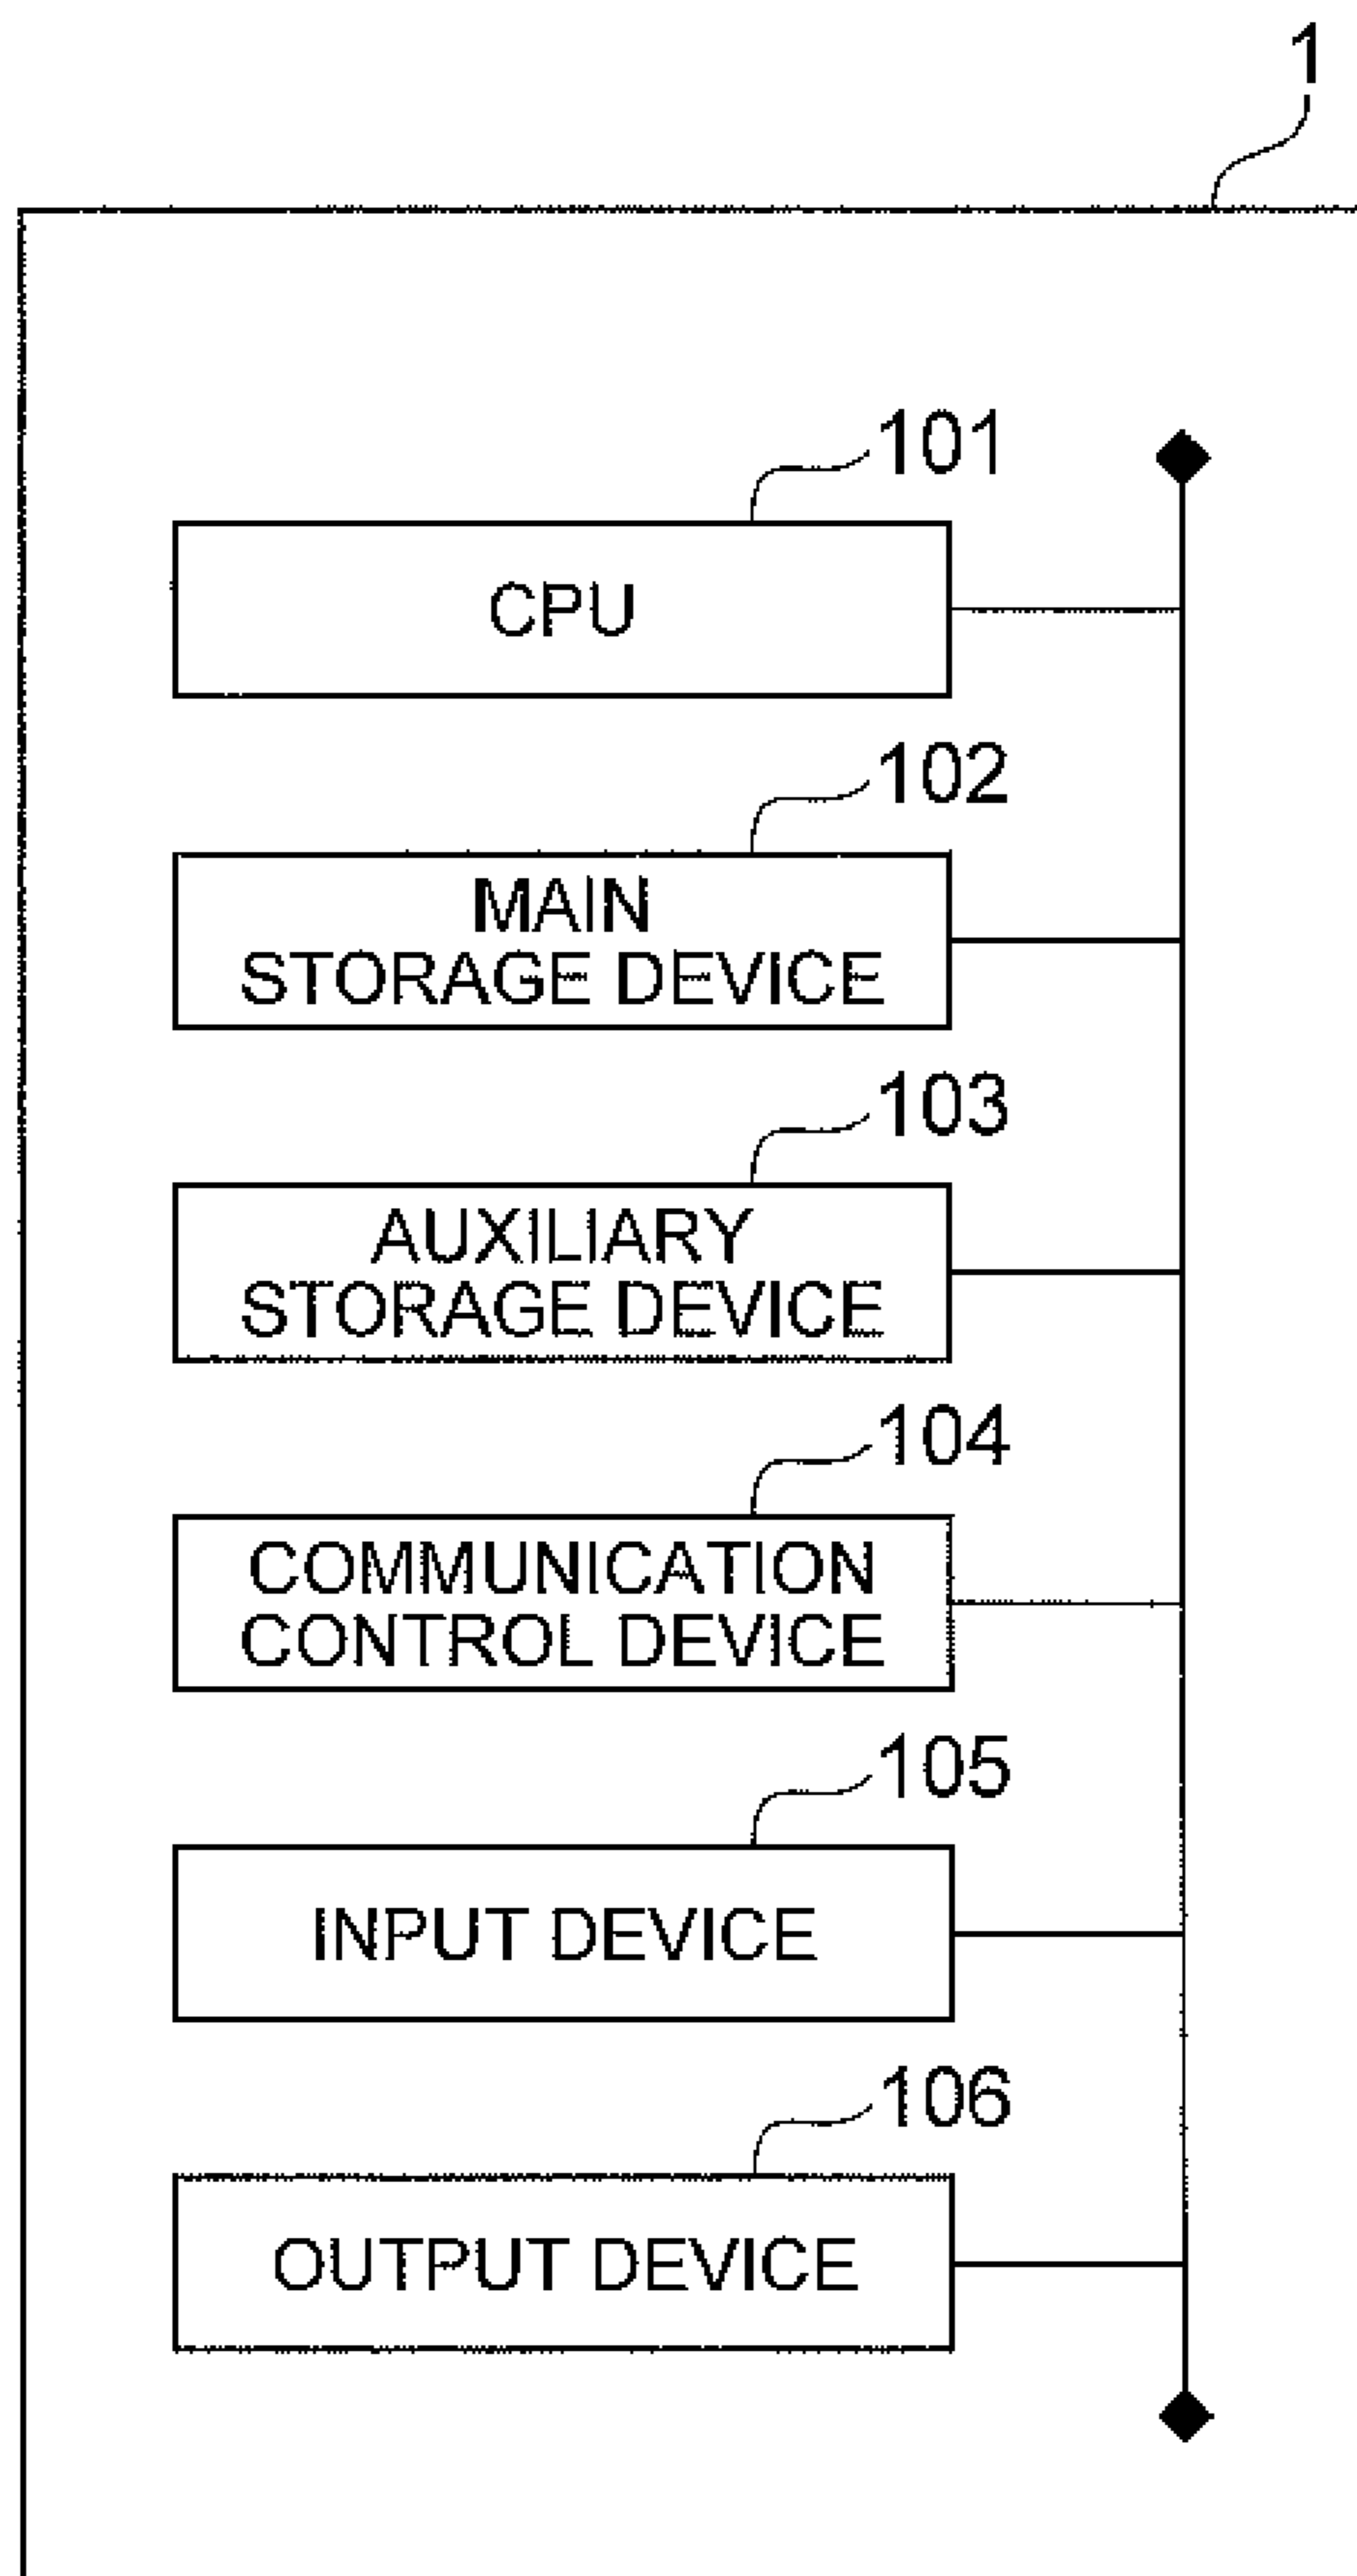 1
101
CPU
102
MAIN
STORAGE DEVICE
103
AUXILIARY
STORAGE DEVICE
104
COMMUNICATION
CONTROL DEVICE
105
INPUT DEVICE
106
OUTPUT DEVICE